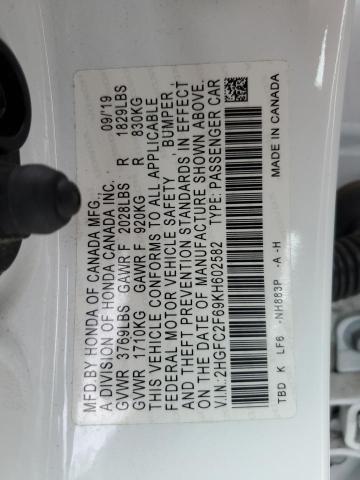 MFD.BY HONDA OF CANADA MFG.,
A DIVISION OF HONDA CANADA INC. 09/19
GVWR 3769LBS GAWR F 2028LBS R 1829LBS
GVWR 1710KG GAWR F 920KG R 830KG
THIS VEHICLE CONFORMS TO ALL APPLICABLE
FEDERAL MOTOR VEHICLE SAFETY , BUMPER ,
AND THEFT PREVENTION STANDARDS IN EFFECT
ON THE DATE OF MANUFACTURE SHOWN ABOVE.
V.I.N.:2HGFC2F69KH602582 TYPE: PASSENGER CAR
TBD K LF6 -NH883P -A -H MADE IN CANADA